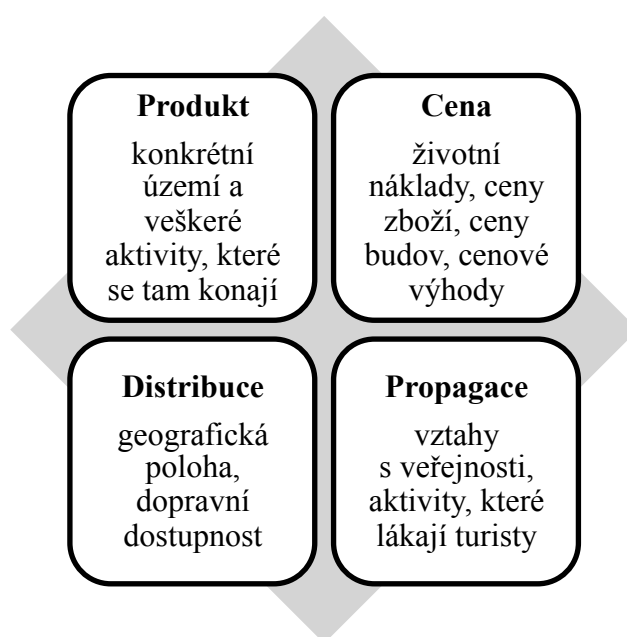 Produkt
konkrétní
území a
veškeré
aktivity, které
se tam konají
Cena
životní
náklady, ceny
zboží, ceny
budov, cenové
výhody
Distribuce
geografická
poloha,
dopravní
dostupnost
Propagace
vztahy
s veřejnosti,
aktivity, které
lákají turisty